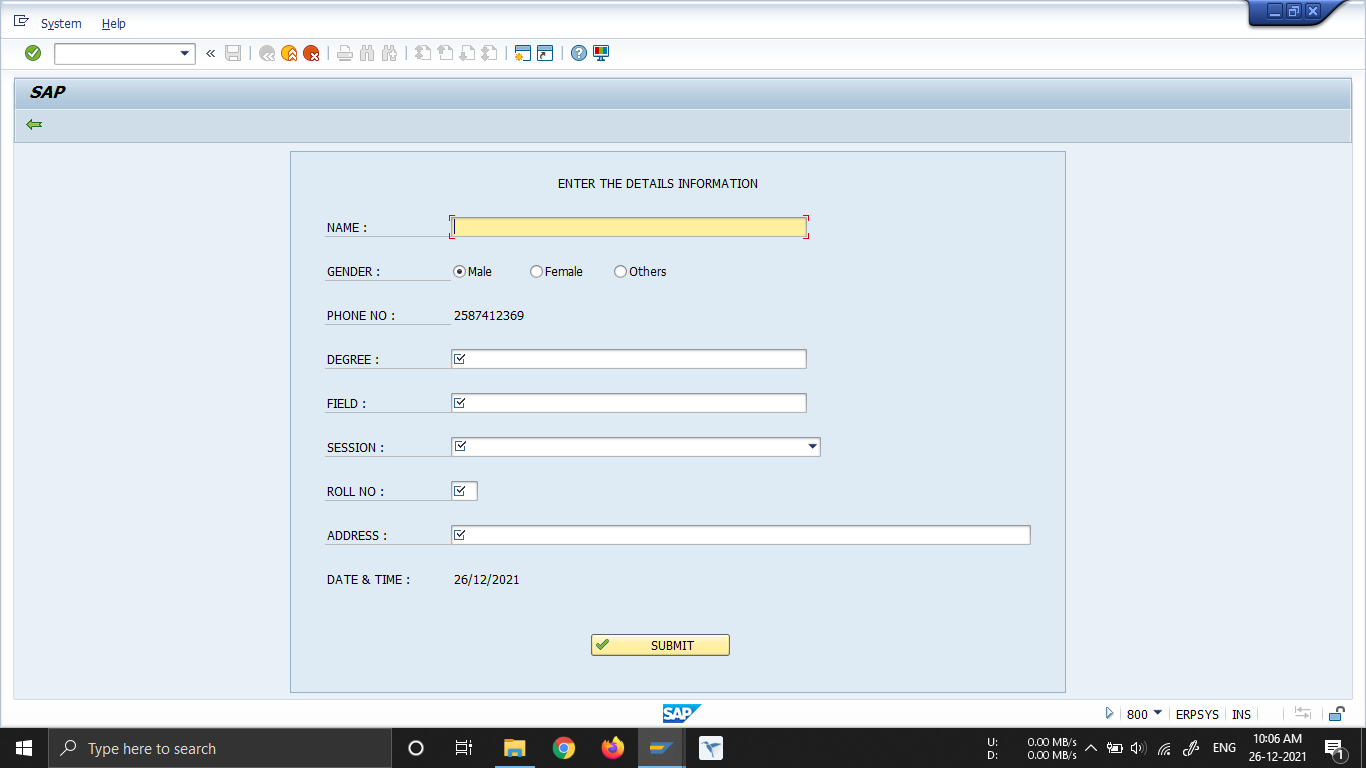 System Help
SAP
ENTER THE DETAILS INFORMATION
NAME :
GENDER : Male Female Others
PHONE NO : 2587412369
DEGREE :
FIELD :
SESSION :
ROLL NO :
ADDRESS :
DATE & TIME : 26/12/2021
SUBMIT
SAP 800 ERPSYS INS
Type here to search
U: 0.00 MB/s
D: 0.00 MB/s
ENG
10:06 AM
26-12-2021
1